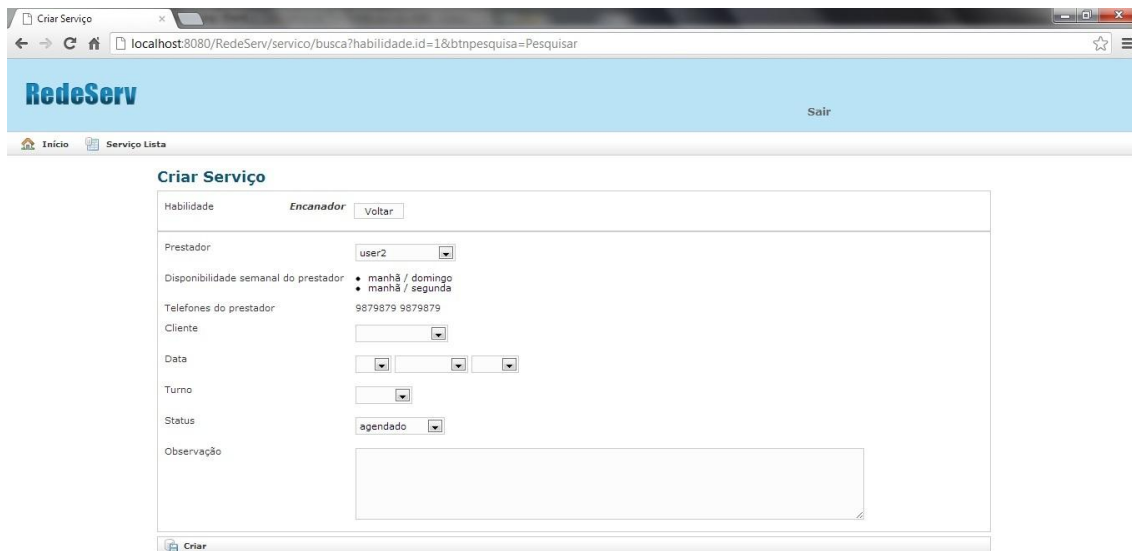 Criar Serviço
localhost:8080/RedeServ/servico/busca?habilidade.id=1&btnpesquisa=Pesquisar
RedeServ
Sair
Início Serviço Lista
Criar Serviço
Habilidade Encanador Voltar
Prestador user2
Disponibilidade semanal do prestador • manhã / domingo
• manhã / segunda
Telefones do prestador 9879879 9879879
Cliente
Data
Turno
Status agendado
Observação
Criar